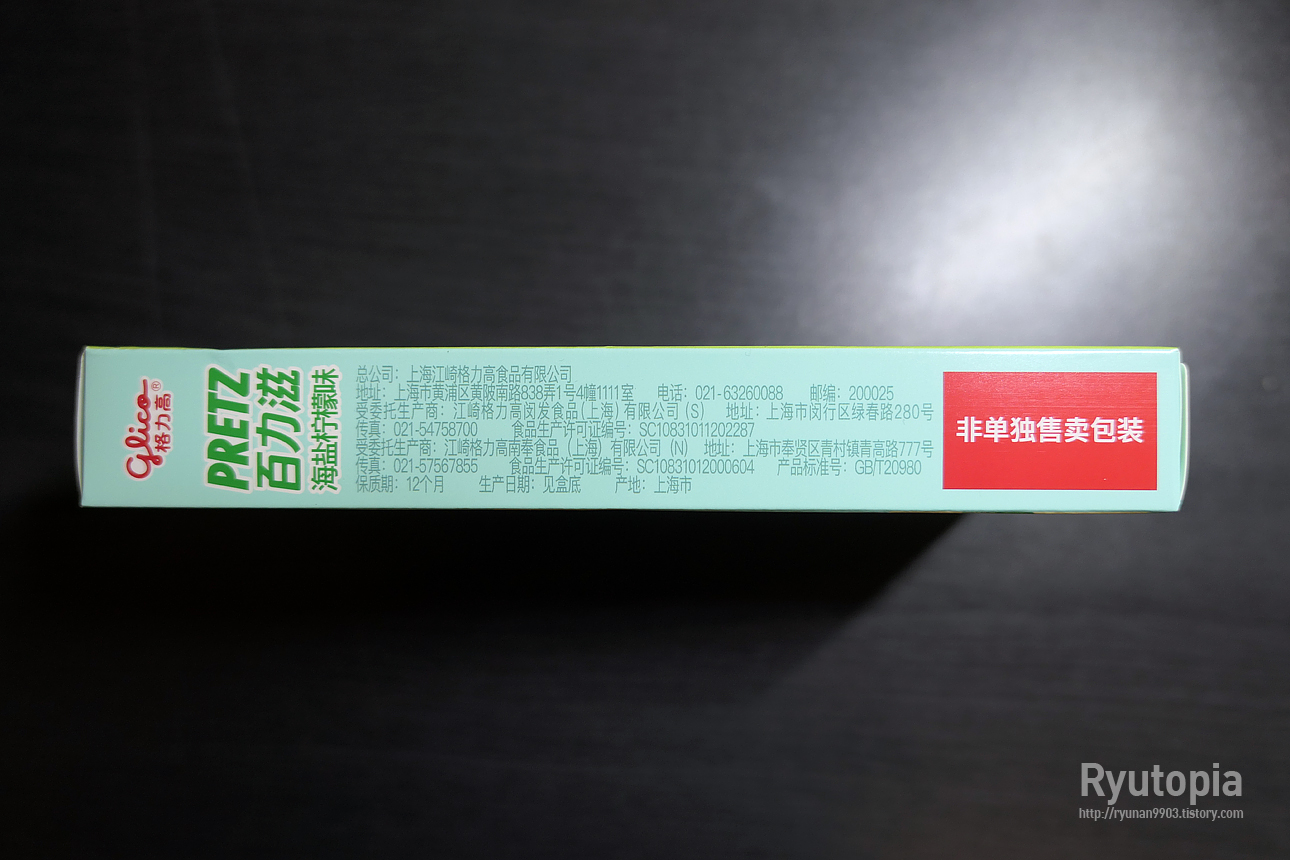 Glico®
格力高
PRETZ
百力滋
海盐柠檬味
总公司：上海江崎格力高食品有限公司
地址：上海市黄浦区黄陂南路838弄1号4幢1111室 电话：021-63260088 邮编：200025
受委托生产商：江崎格力高闵发食品（上海）有限公司（S） 地址：上海市闵行区绿春路280号
传真：021-54758700 食品生产许可证编号：SC10831011202287
受委托生产商：江崎格力高南奉食品（上海）有限公司（N） 地址：上海市奉贤区青村镇青高路777号
传真：021-57567855 食品生产许可证编号：SC10831012000604 产品标准号：GB/T20980
保质期：12个月 生产日期：见盒底 产地：上海市
非单独售卖包装
Ryutopia
http://ryunan9903.tistory.com